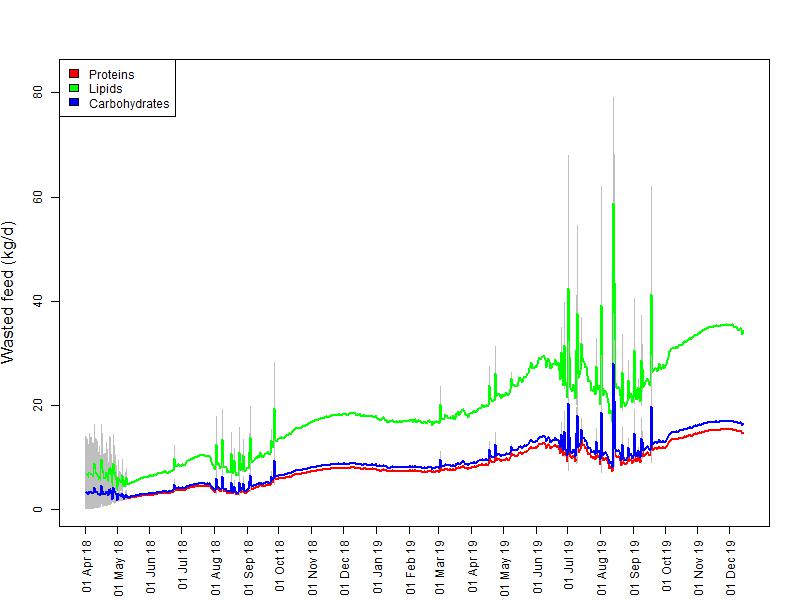 Proteins
Lipids
Carbohydrates
Wasted feed (kg/d)
80
60
40
20
0
01 Apr 18
01 May 18
01 Jun 18
01 Jul 18
01 Aug 18
01 Sep 18
01 Oct 18
01 Nov 18
01 Dec 18
01 Jan 19
01 Feb 19
01 Mar 19
01 Apr 19
01 May 19
01 Jun 19
01 Jul 19
01 Aug 19
01 Sep 19
01 Oct 19
01 Nov 19
01 Dec 19